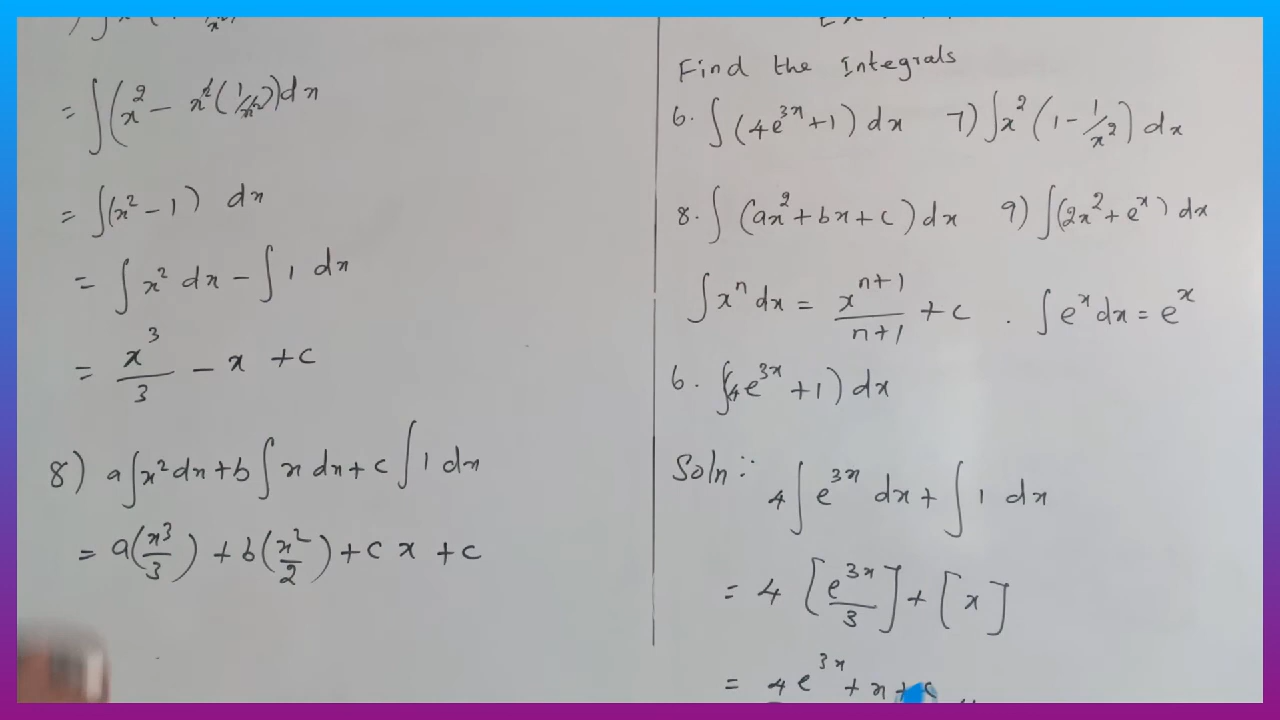 = ∫(x² - x²(1/x²))dx
= ∫(x² - 1) dx
= ∫x² dx - ∫1 dx
= x³/3 - x + c
8) a∫x² dx + b∫x dx + c∫1 dx
= a(x³/3) + b(x²/2) + c x + c
Find the Integrals
6. ∫(4e^{3x} + 1) dx 7) ∫x²(1 - 1/x²) dx
8. ∫(ax² + bx + c) dx 9) ∫(2x² + e^x) dx
∫x^n dx = x^{n+1}/(n+1) + c . ∫e^x dx = e^x
6. ∫(4e^{3x} + 1) dx
Soln :- 4∫e^{3x} dx + ∫1 dx
= 4[e^{3x}/3] + [x]
= 4e^{3x} + x + c